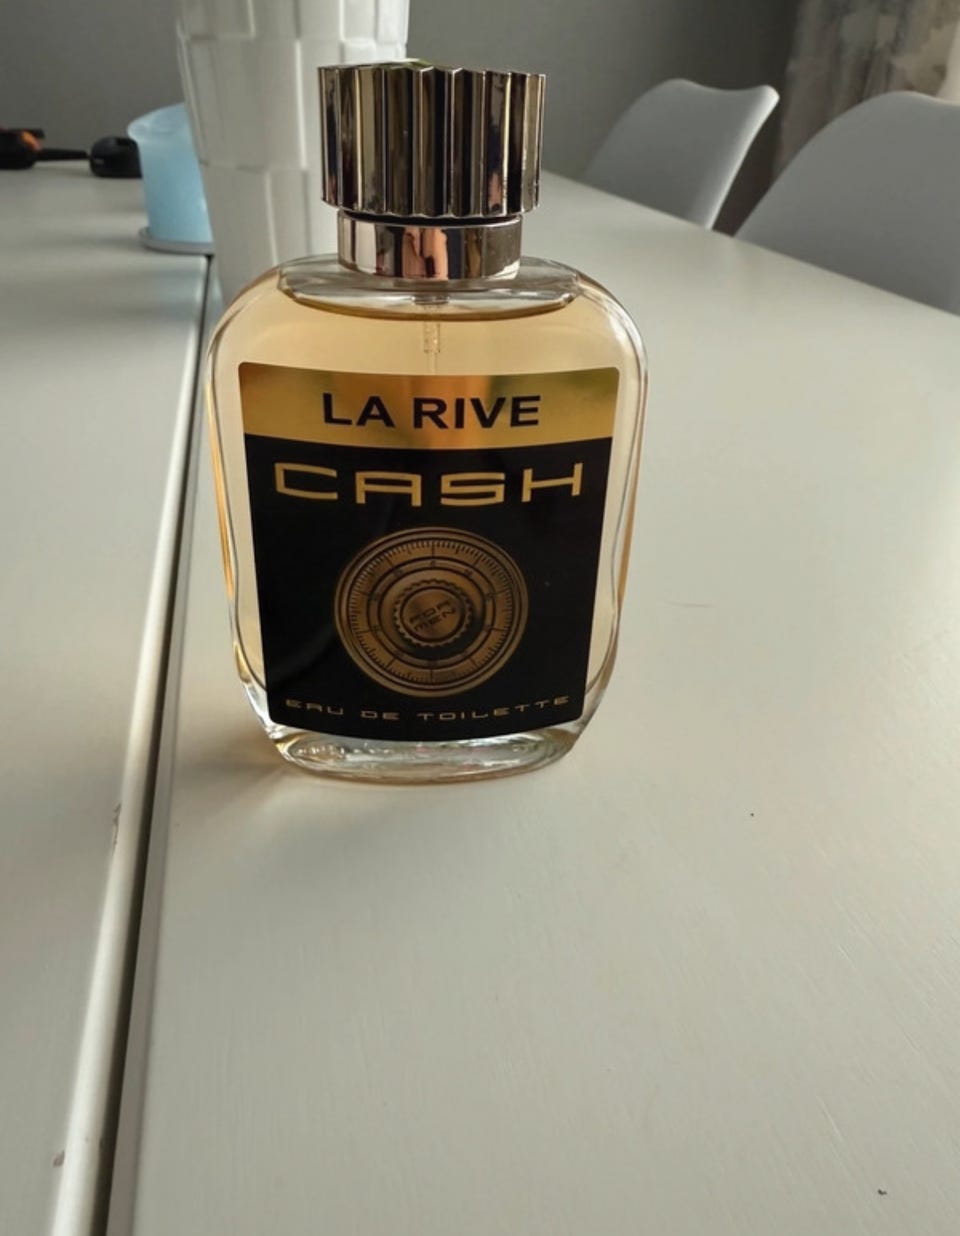 LA RIVE
CASH
FOR
MEN
EAU DE TOILETTE